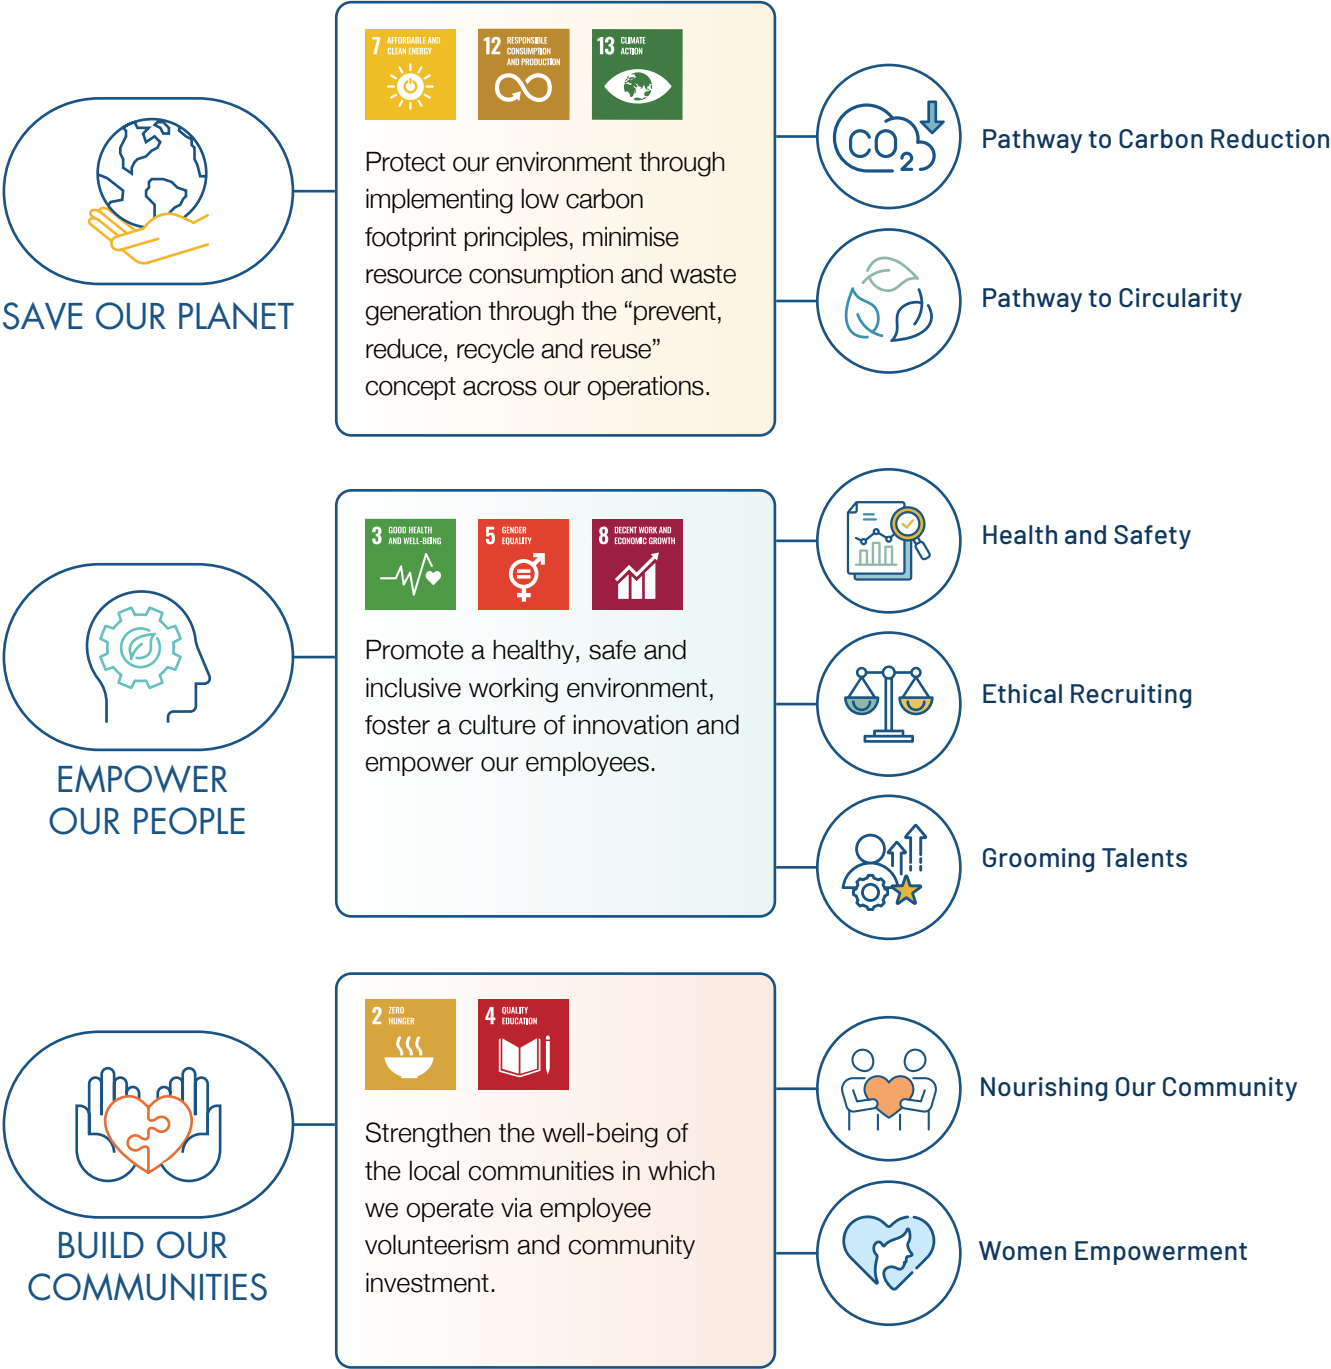 SAVE OUR PLANET
7 AFFORDABLE AND
CLEAN ENERGY
12 RESPONSIBLE
CONSUMPTION
AND PRODUCTION
13 CLIMATE
ACTION
Protect our environment through
implementing low carbon
footprint principles, minimise
resource consumption and waste
generation through the “prevent,
reduce, recycle and reuse”
concept across our operations.
CO2
Pathway to Carbon Reduction
Pathway to Circularity
EMPOWER
OUR PEOPLE
3 GOOD HEALTH
AND WELL-BEING
5 GENDER
EQUALITY
8 DECENT WORK AND
ECONOMIC GROWTH
Promote a healthy, safe and
inclusive working environment,
foster a culture of innovation and
empower our employees.
Health and Safety
Ethical Recruiting
Grooming Talents
BUILD OUR
COMMUNITIES
2 ZERO
HUNGER
4 QUALITY
EDUCATION
Strengthen the well-being of
the local communities in which
we operate via employee
volunteerism and community
investment.
Nourishing Our Community
Women Empowerment